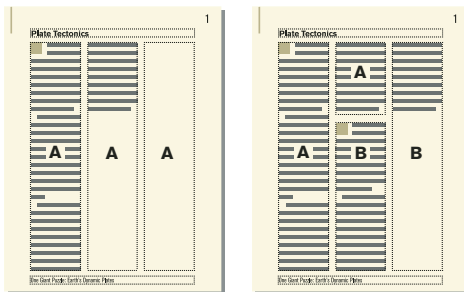 1
Plate Tectonics
A A A
One Giant Puzzle: Earth's Dynamic Plates
1
Plate Tectonics
A
A B B
One Giant Puzzle: Earth's Dynamic Plates